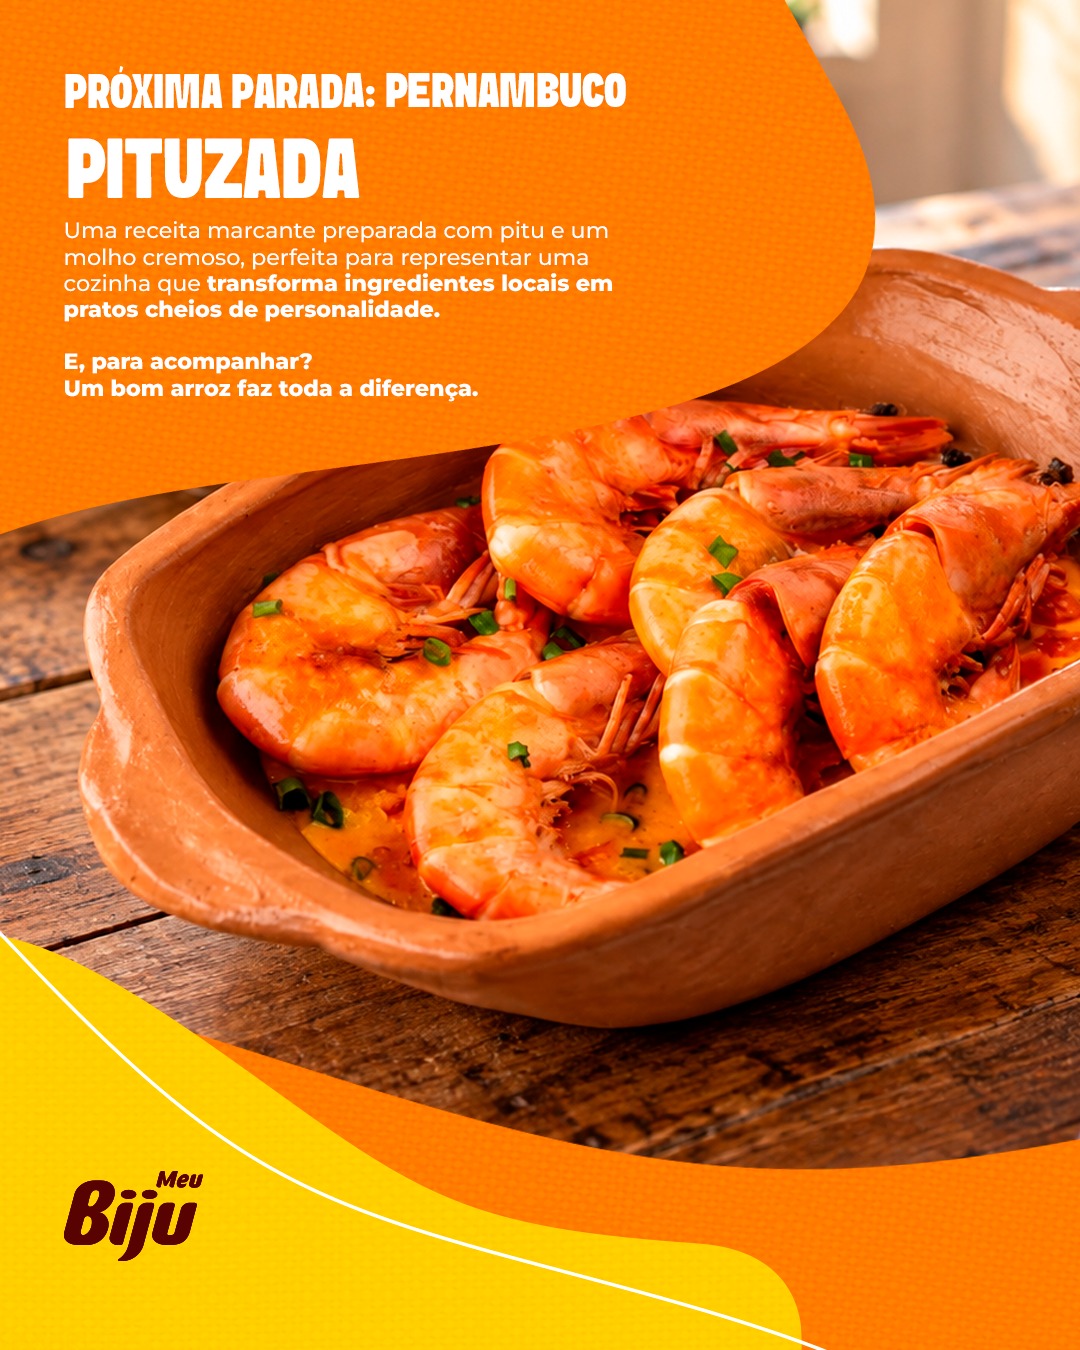 PRÓXIMA PARADA: PERNAMBUCO
PITUZADA
Uma receita marcante preparada com pitu e um
molho cremoso, perfeita para representar uma
cozinha que transforma ingredientes locais em
pratos cheios de personalidade.
E, para acompanhar?
Um bom arroz faz toda a diferença.
Meu
Biju